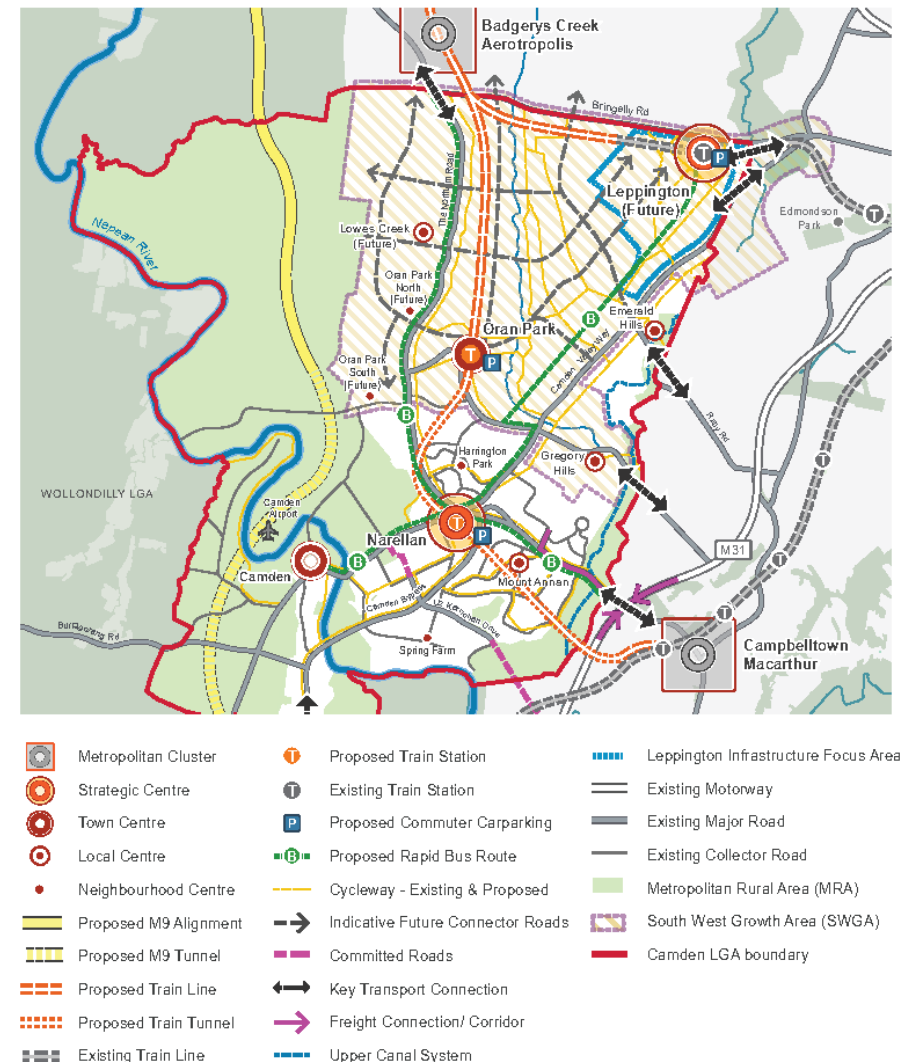 Badgerys Creek
Aerotropolis
Bringelly Rd
The Northern Road
T
P
Leppington
(Future)
Edmondson
Park
T
Nepean River
Lowes Creek
(Future)
Oran Park
North
(Future)
Emerald
Hills
B
Oran Park
T
P
Camden Valley Way
Oran Park
South
(Future)
B
Raby Rd
Harrington
Park
Gregory
Hills
T
WOLLONDILLY LGA
Camden
Airport
Narellan
T
P
M31
B
B
Camden
Mount Annan
T
Camden Bypass
Liz Kernohan Drive
T
Burragorang Rd
Spring Farm
T
T
Campbelltown
Macarthur
Metropolitan Cluster
Strategic Centre
Town Centre
Local Centre
Neighbourhood Centre
Proposed M9 Alignment
Proposed M9 Tunnel
Proposed Train Line
Proposed Train Tunnel
Existing Train Line
T Proposed Train Station
T Existing Train Station
P Proposed Commuter Carparking
B Proposed Rapid Bus Route
Cycleway - Existing & Proposed
Indicative Future Connector Roads
Committed Roads
Key Transport Connection
Freight Connection/ Corridor
Upper Canal System
Leppington Infrastructure Focus Area
Existing Motorway
Existing Major Road
Existing Collector Road
Metropolitan Rural Area (MRA)
South West Growth Area (SWGA)
Camden LGA boundary